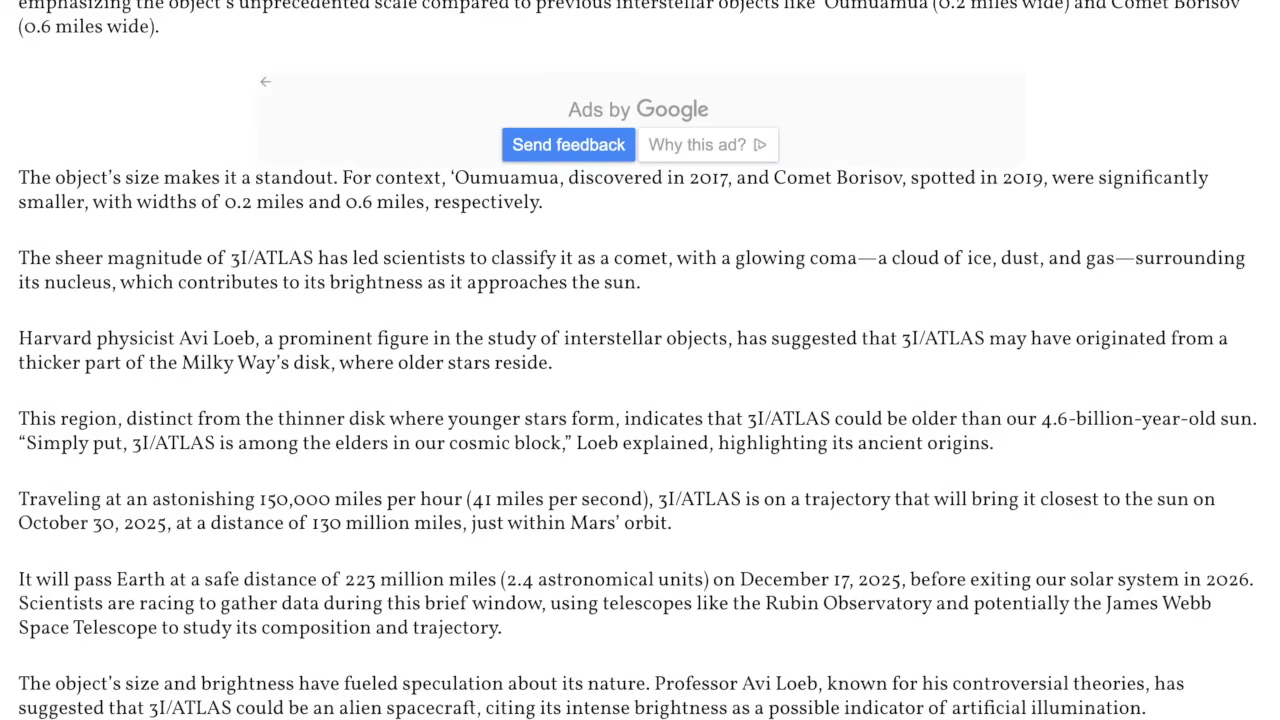 emphasizing the object's unprecedented scale compared to previous interstellar objects like 'Oumuamua (0.2 miles wide) and Comet Borisov
(0.6 miles wide).
Ads by Google
Send feedback
Why this ad?
The object's size makes it a standout. For context, ‘Oumuamua, discovered in 2017, and Comet Borisov, spotted in 2019, were significantly
smaller, with widths of 0.2 miles and 0.6 miles, respectively.
The sheer magnitude of 3I/ATLAS has led scientists to classify it as a comet, with a glowing coma—a cloud of ice, dust, and gas—surrounding
its nucleus, which contributes to its brightness as it approaches the sun.
Harvard physicist Avi Loeb, a prominent figure in the study of interstellar objects, has suggested that 3I/ATLAS may have originated from a
thicker part of the Milky Way's disk, where older stars reside.
This region, distinct from the thinner disk where younger stars form, indicates that 3I/ATLAS could be older than our 4.6-billion-year-old sun.
“Simply put, 3I/ATLAS is among the elders in our cosmic block,” Loeb explained, highlighting its ancient origins.
Traveling at an astonishing 150,000 miles per hour (41 miles per second), 3I/ATLAS is on a trajectory that will bring it closest to the sun on
October 30, 2025, at a distance of 130 million miles, just within Mars' orbit.
It will pass Earth at a safe distance of 223 million miles (2.4 astronomical units) on December 17, 2025, before exiting our solar system in 2026.
Scientists are racing to gather data during this brief window, using telescopes like the Rubin Observatory and potentially the James Webb
Space Telescope to study its composition and trajectory.
The object's size and brightness have fueled speculation about its nature. Professor Avi Loeb, known for his controversial theories, has
suggested that 3I/ATLAS could be an alien spacecraft, citing its intense brightness as a possible indicator of artificial illumination.